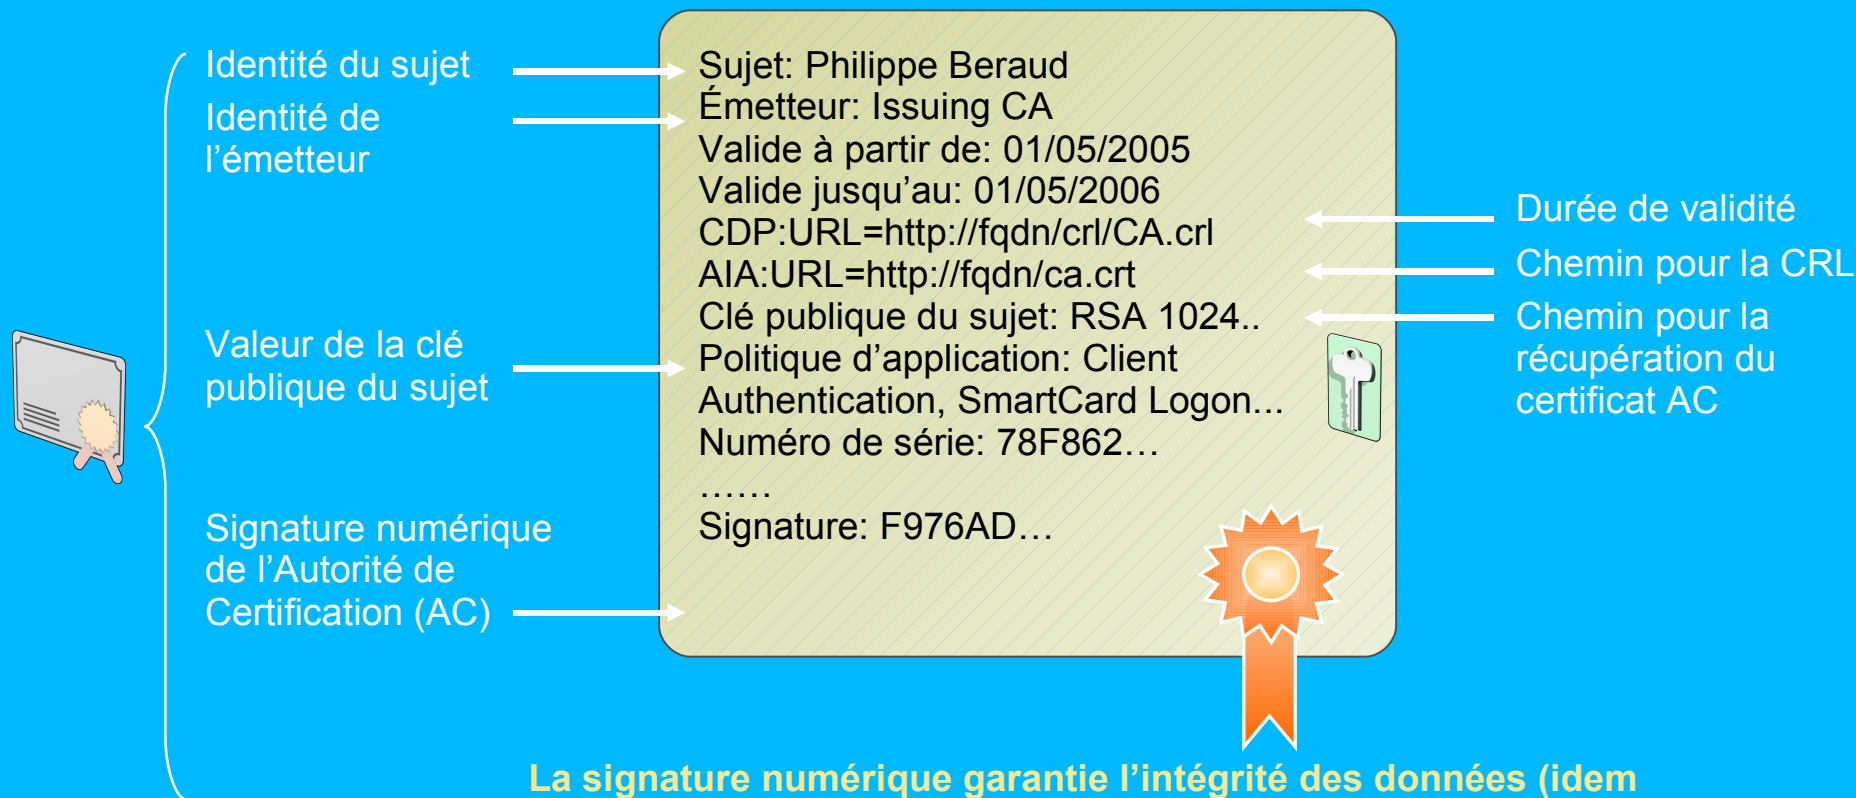 Identité du sujet
Identité de
l’émetteur
Valeur de la clé
publique du sujet
Signature numérique
de l’Autorité de
Certification (AC)
Sujet: Philippe Beraud
Émetteur: Issuing CA
Valide à partir de: 01/05/2005
Valide jusqu’au: 01/05/2006
CDP:URL=http://fqdn/crl/CA.crl
AIA:URL=http://fqdn/ca.crt
Clé publique du sujet: RSA 1024..
Politique d’application: Client
Authentication, SmartCard Logon...
Numéro de série: 78F862…
……
Signature: F976AD…
Durée de validité
Chemin pour la CRL
Chemin pour la
récupération du
certificat AC
La signature numérique garantie l’intégrité des données (idem